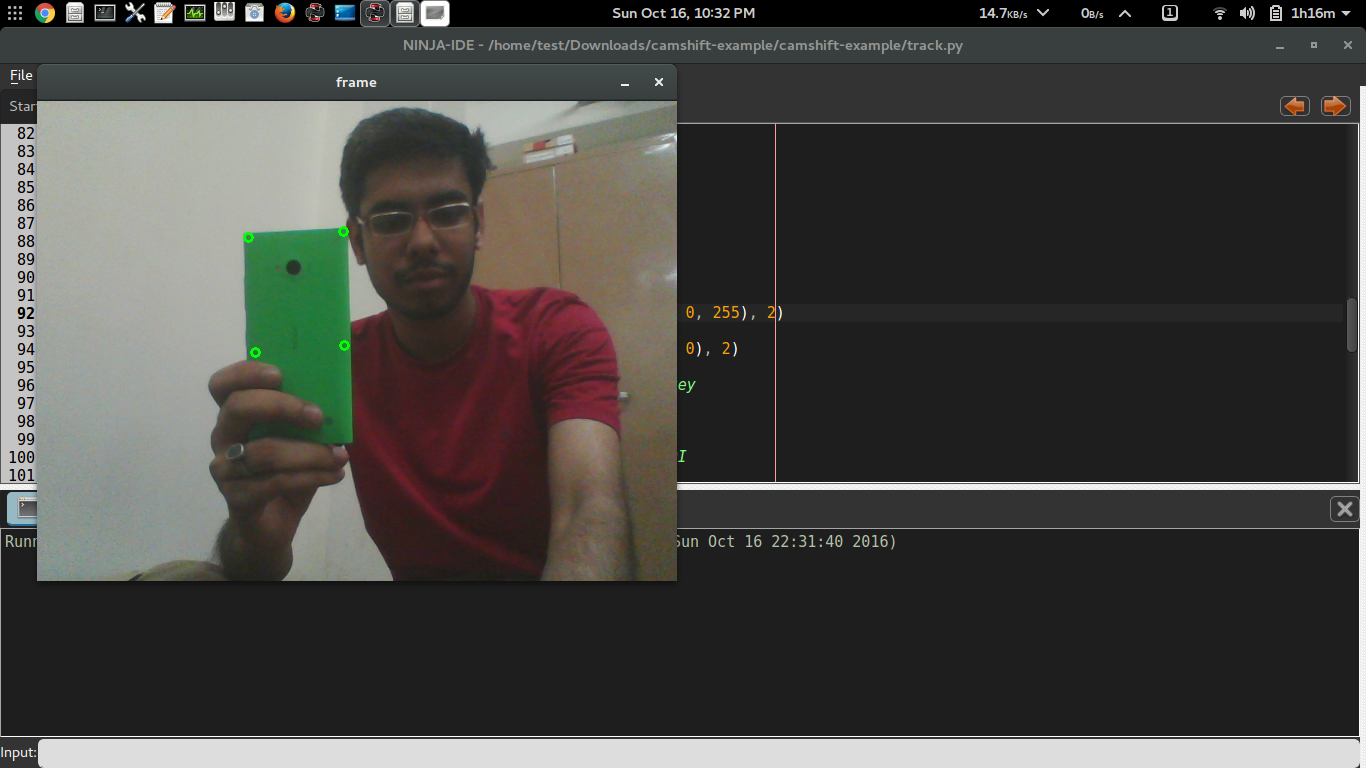 Sun Oct 16, 10:32 PM
14.7KB/s
0B/s
1
1h16m
NINJA-IDE - /home/test/Downloads/camshift-example/camshift-example/track.py
File
frame
Star
82
83
84
85
86
87
88
89
90
91
92 0, 255), 2)
93
94 0), 2)
95
96 ey
97
98
99
100 I
101
Runn Sun Oct 16 22:31:40 2016)
Input: